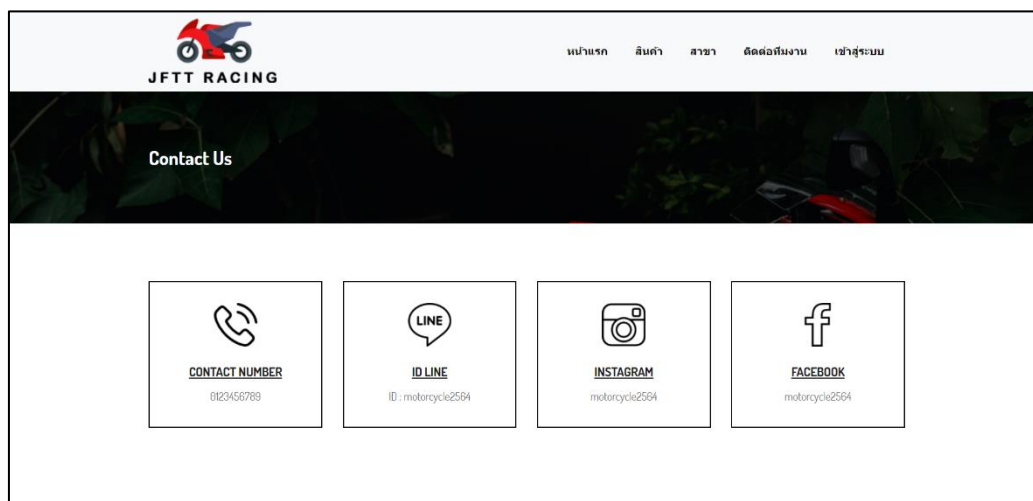 JFTT RACING
หน้าแรก สินค้า สาขา ติดต่อทีมงาน เข้าสู่ระบบ
Contact Us
LINE
CONTACT NUMBER
0123456789
ID LINE
ID : motorcycle2564
INSTAGRAM
motorcycle2564
FACEBOOK
motorcycle2564